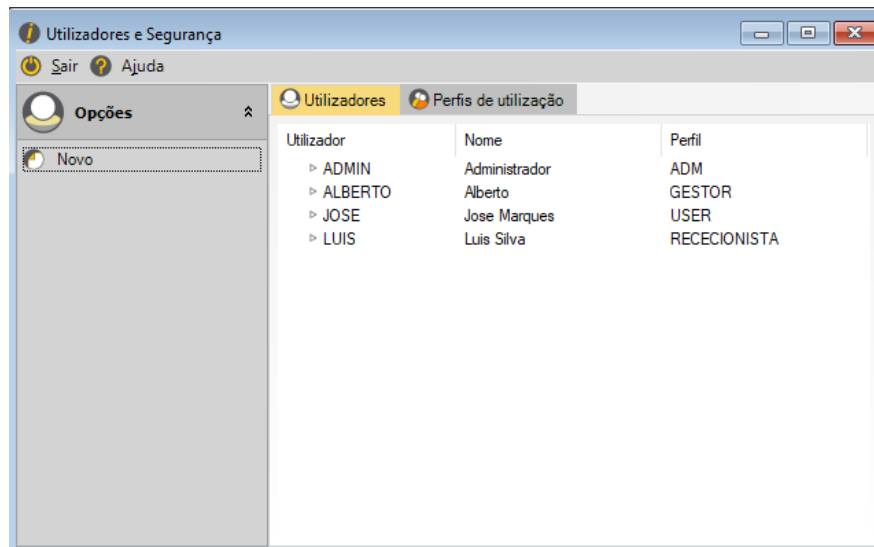 Utilizadores e Segurança
Sair Ajuda
Opções
Novo
Utilizadores Perfis de utilização
Utilizador Nome Perfil
ADMIN Administrador ADM
ALBERTO Alberto GESTOR
JOSE Jose Marques USER
LUIS Luis Silva RECECIONISTA